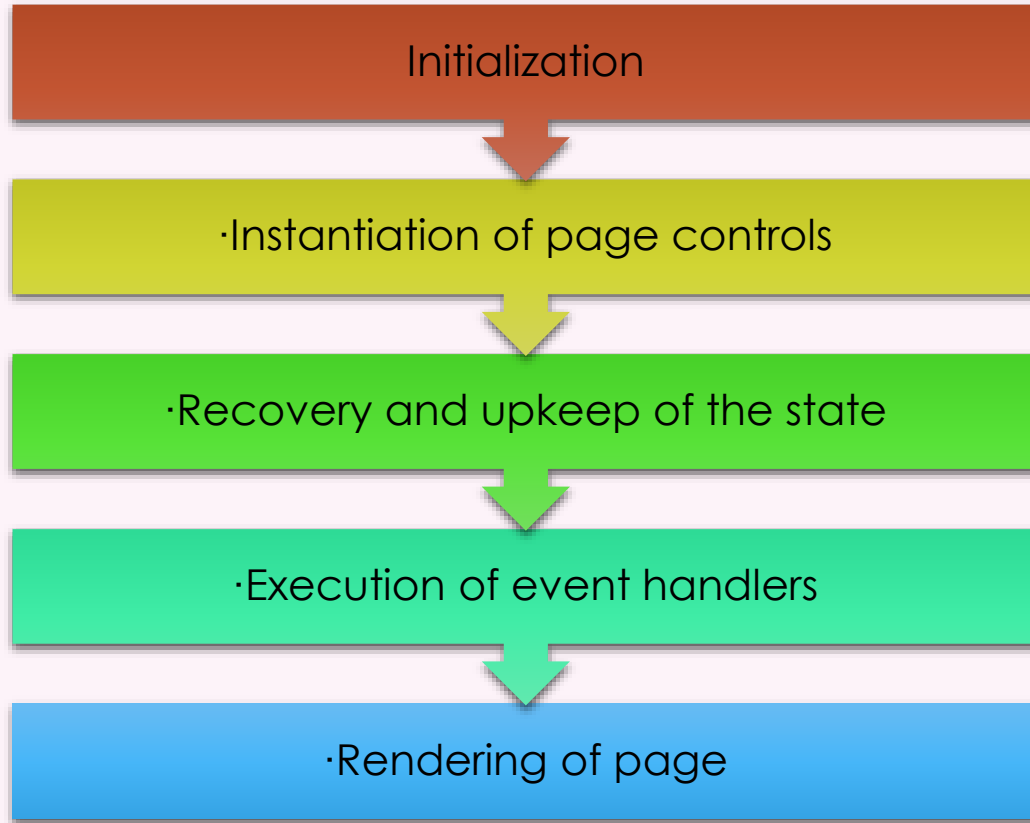 Initialization
·Instantiation of page controls
·Recovery and upkeep of the state
·Execution of event handlers
·Rendering of page